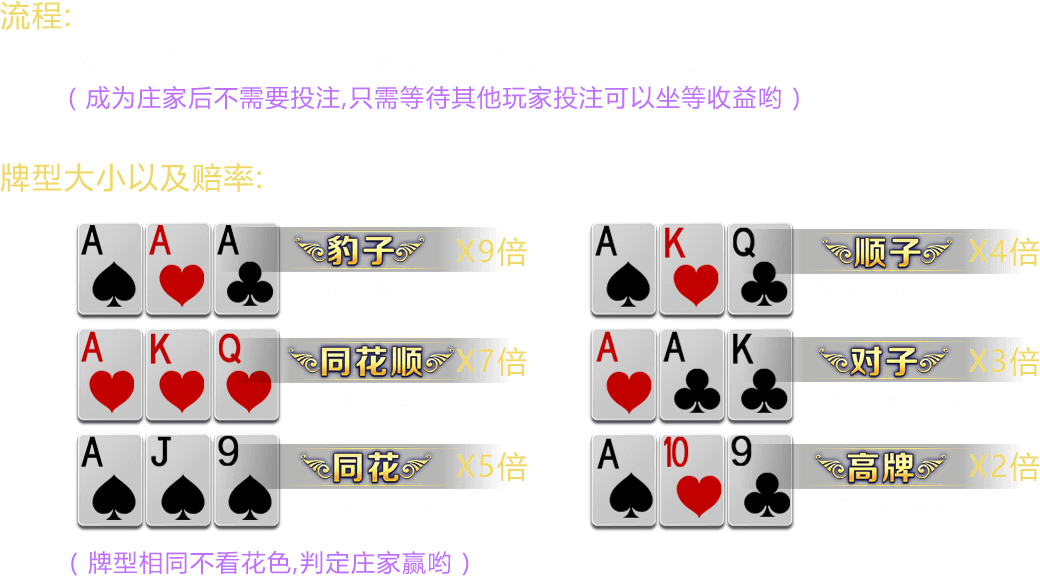 流程:
( 成为庄家后不需要投注,只需等待其他玩家投注可以坐等收益哟 )
牌型大小以及赔率:
A A A 豹子 X9倍
A K Q 顺子 X4倍
A K Q 同花顺 X7倍
A A K 对子 X3倍
A J 9 同花 X5倍
A 10 9 高牌 X2倍
( 牌型相同不看花色,判定庄家赢哟 )